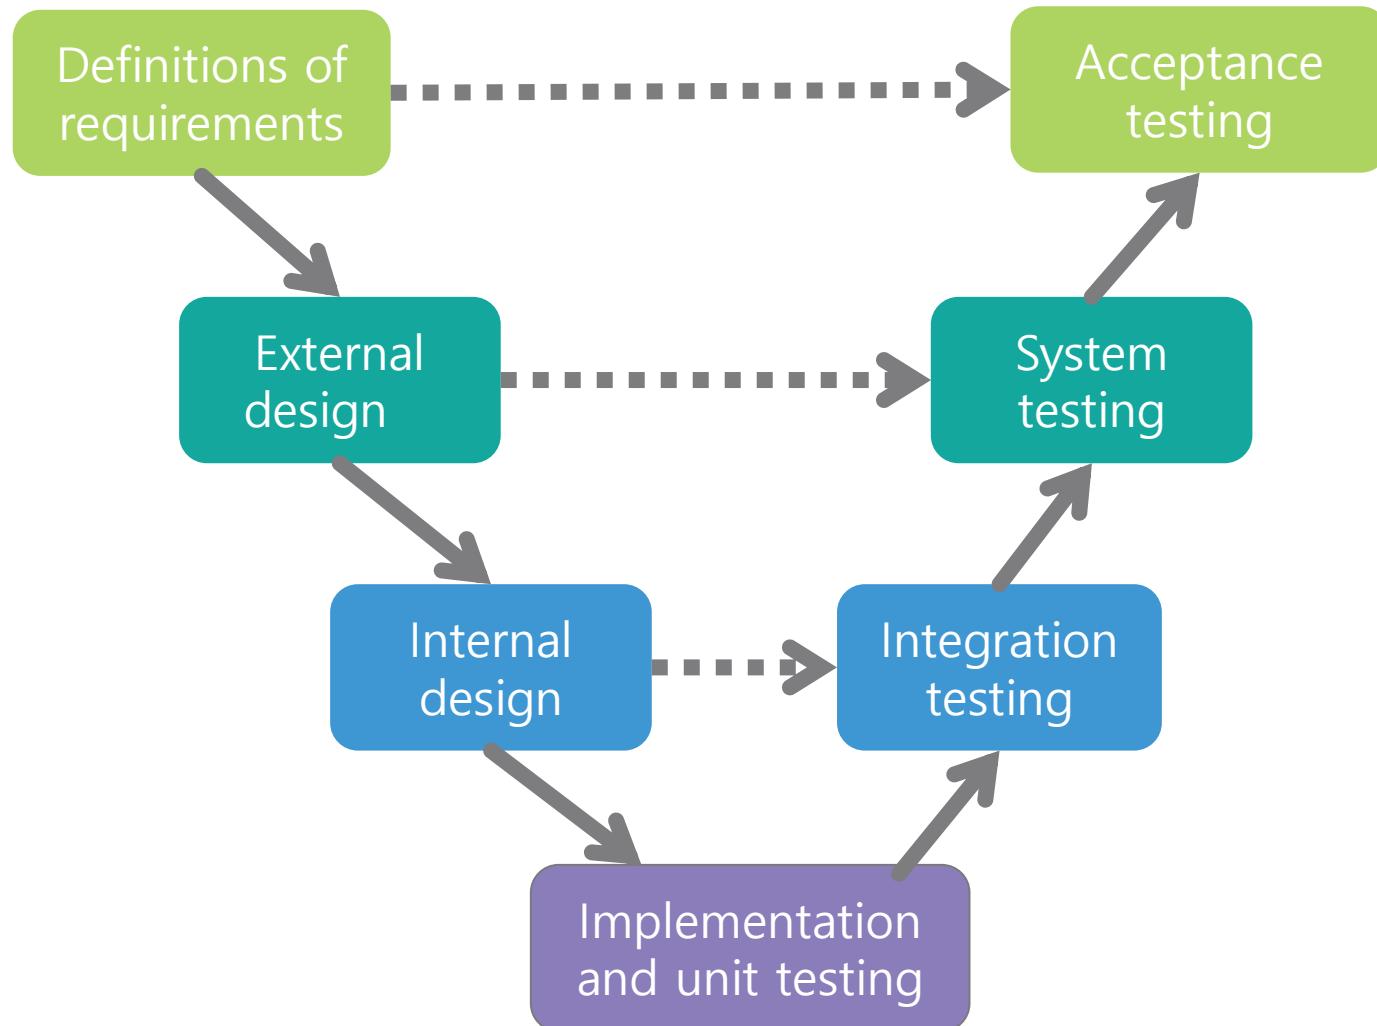 Definitions of
requirements
Acceptance
testing
External
design
System
testing
Internal
design
Integration
testing
Implementation
and unit testing